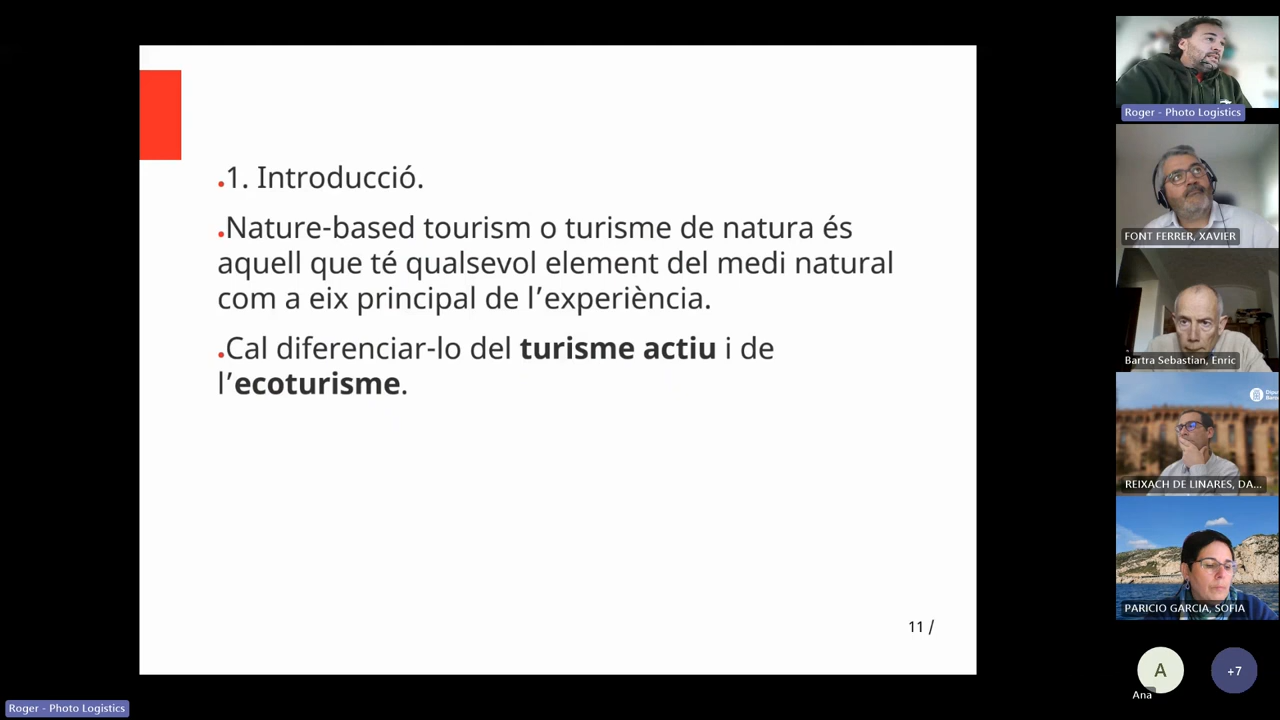 .1. Introducció.
.Nature-based tourism o turisme de natura és
aquell que té qualsevol element del medi natural
com a eix principal de l’experiència.
.Cal diferenciar-lo del turisme actiu i de
l’ecoturisme.
11 /
Roger - Photo Logistics
FONT FERRER, XAVIER
Bartra Sebastian, Enric
REIXACH DE LINARES, DA...
PARICIO GARCIA, SOFIA
A
Ana
+7
Roger - Photo Logistics